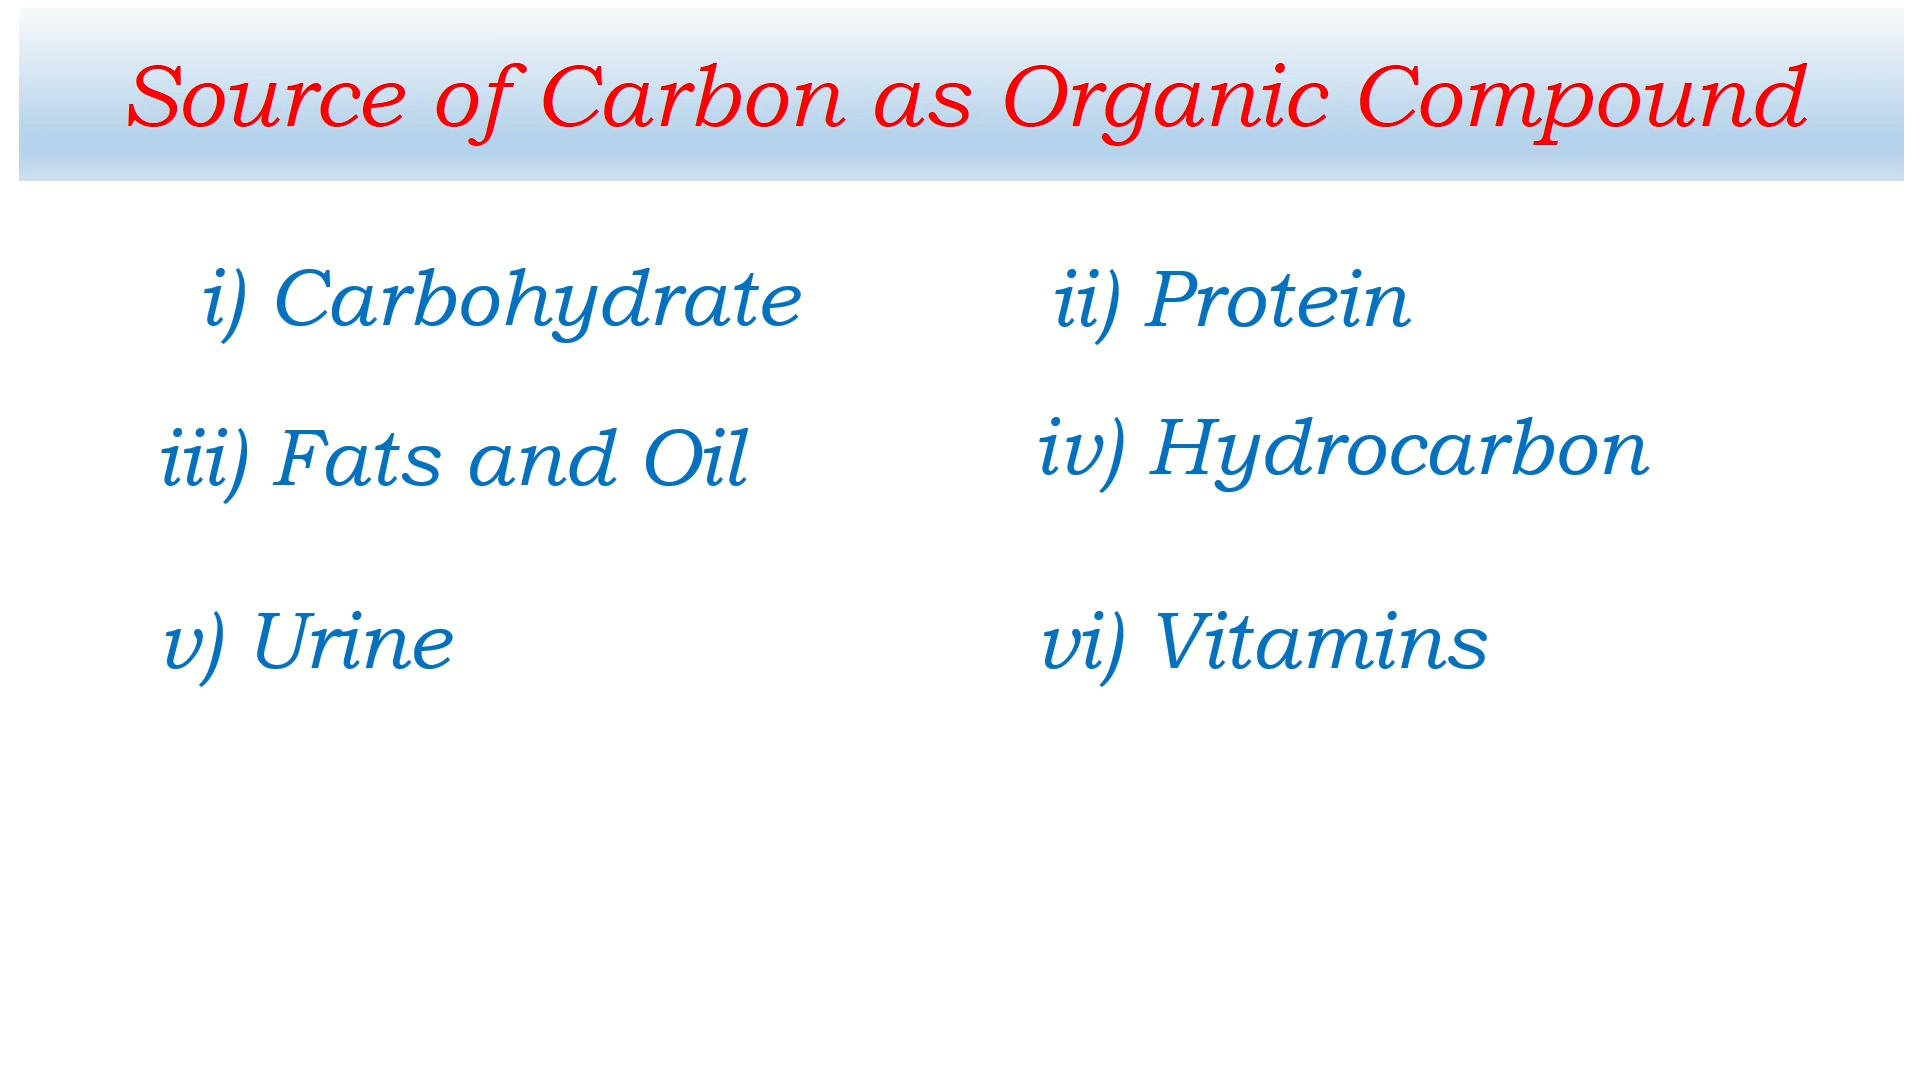 Source of Carbon as Organic Compound
i) Carbohydrate
ii) Protein
iii) Fats and Oil
iv) Hydrocarbon
v) Urine
vi) Vitamins